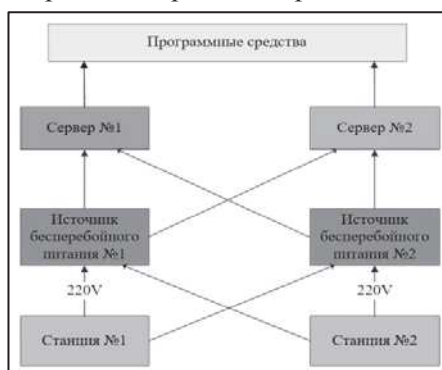 Программные средства
Сервер №1
Сервер №2
Источник
бесперебойного
питания №1
Источник
бесперебойного
питания №2
220V
220V
Станция №1
Станция №2